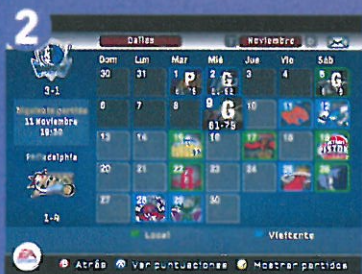 2
Dallas Noviembre
Dom Lun Mar Mié Jue Vie Sáb
3-1
30 31 1 P 2 G 3 4 5 G
Siguiente partido
11 Noviembre
19:30
6 7 8 9 G 10 11 12
61-79
Philadelphia
13 14 15 16 17 18
20 21 22 23 24 25 26
1-4
27 28 29 30
Local Visitante
EA Atrás Ver puntuaciones Mostrar partidos